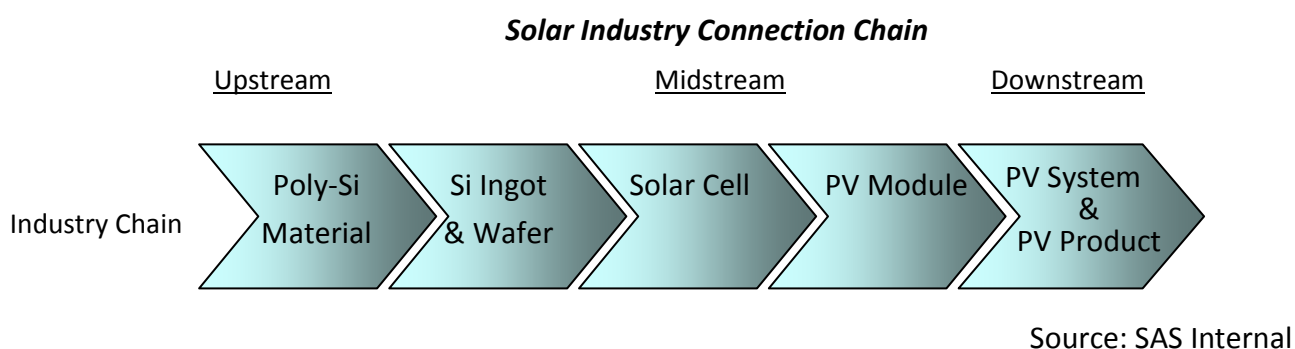 Solar Industry Connection Chain
Upstream Midstream Downstream
Industry Chain
Poly-Si
Material
Si Ingot
& Wafer
Solar Cell
PV Module
PV System
&
PV Product
Source: SAS Internal